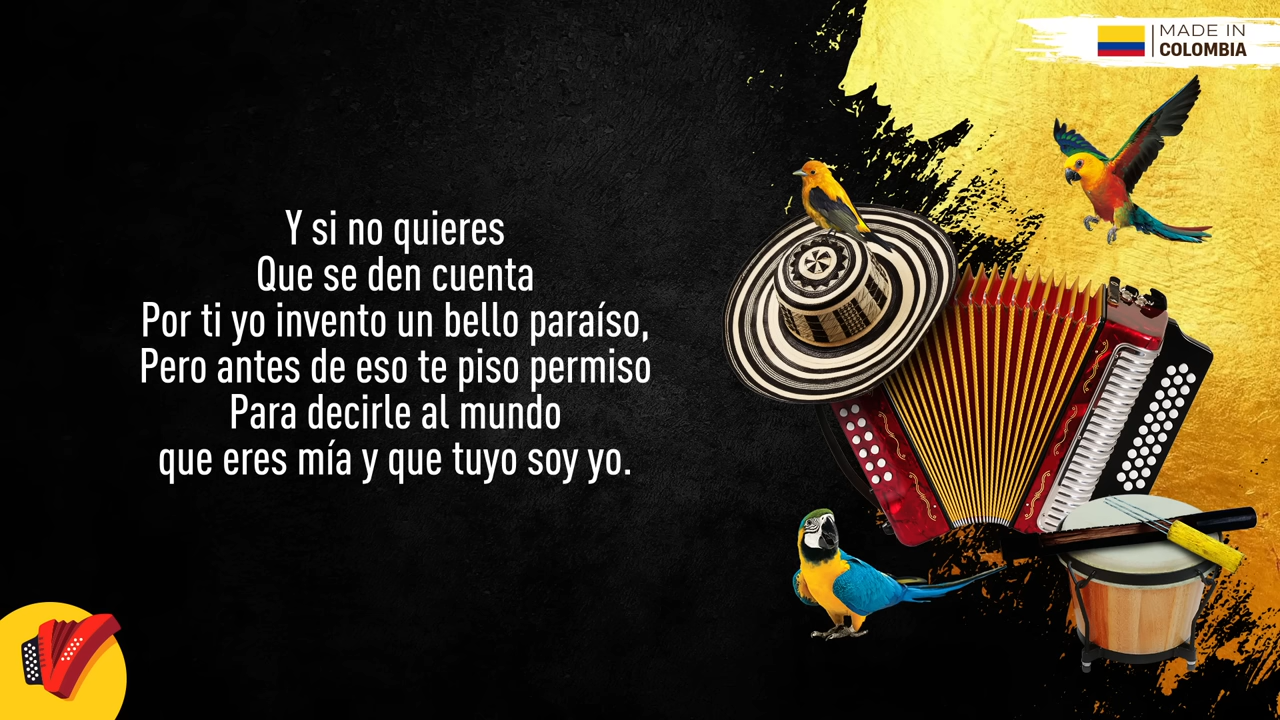 MADE IN
COLOMBIA
Y si no quieres
Que se den cuenta
Por ti yo invento un bello paraíso,
Pero antes de eso te piso permiso
Para decirle al mundo
que eres mía y que tuyo soy yo.